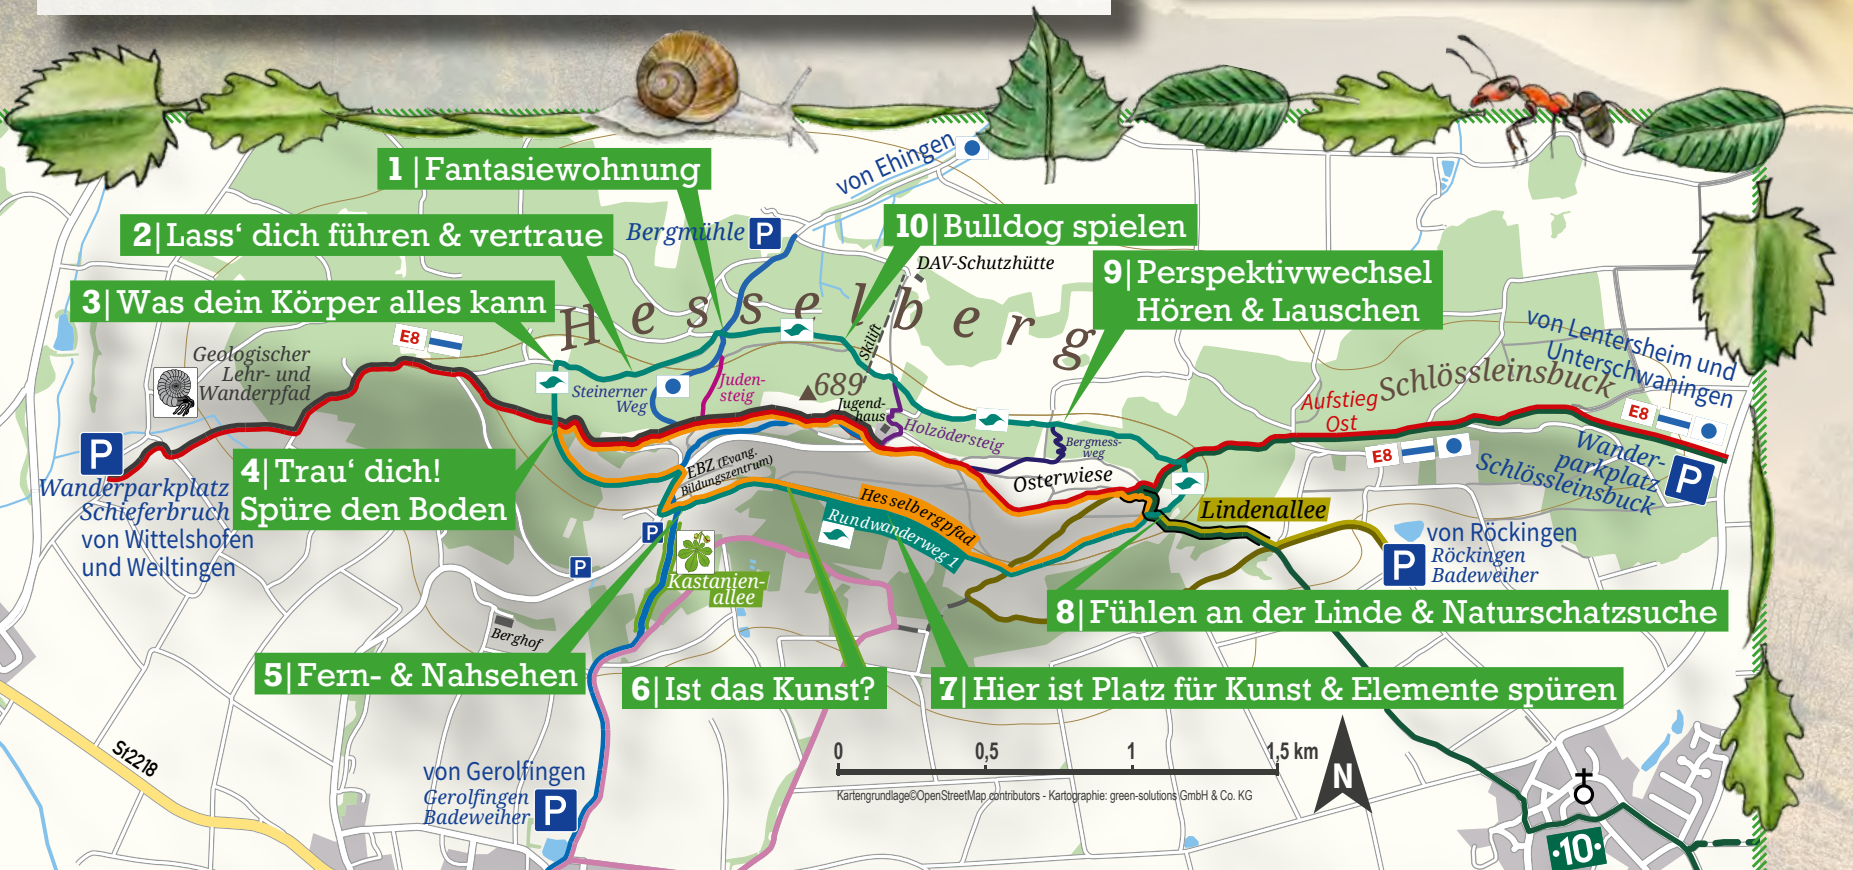 von Ehingen
1|Fantasiewohnung
2|Lass‘ dich führen & vertraue
Bergmühle P
10|Bulldog spielen
DAV-Schutzhütte
9|Perspektivwechsel
Hören & Lauschen
3|Was dein Körper alles kann
Hesselberg
E8
Skilift
von Lentersheim und
Unterschwaningen
Geologischer
Lehr- und
Wanderpfad
Steinerner
Weg
Juden-
steig
689
Jugend-
haus
Schlössleinsbuck
Aufstieg
Ost
E8
Holzödersteig
Bergmess-
weg
E8
P
Wanderparkplatz
Schieferbruch
von Wittelshofen
und Weiltingen
4|Trau‘ dich!
Spüre den Boden
EBZ (Evang.
Bildungszentrum)
Osterwiese
Wander-
parkplatz
Schlössleinsbuck
P
Hesselbergpfad
Rundwanderweg 1
Lindenallee
P
P
von Röckingen
Röckingen
Badeweiher
P
Kastanien-
allee
Berghof
8|Fühlen an der Linde & Naturschatzsuche
5|Fern- & Nahsehen
6|Ist das Kunst?
7|Hier ist Platz für Kunst & Elemente spüren
St2218
0 0,5 1 1,5 km
N
Kartengrundlage©OpenStreetMap contributors - Kartographie: green-solutions GmbH & Co. KG
von Gerolfingen
Gerolfingen
Badeweiher
P
·10·